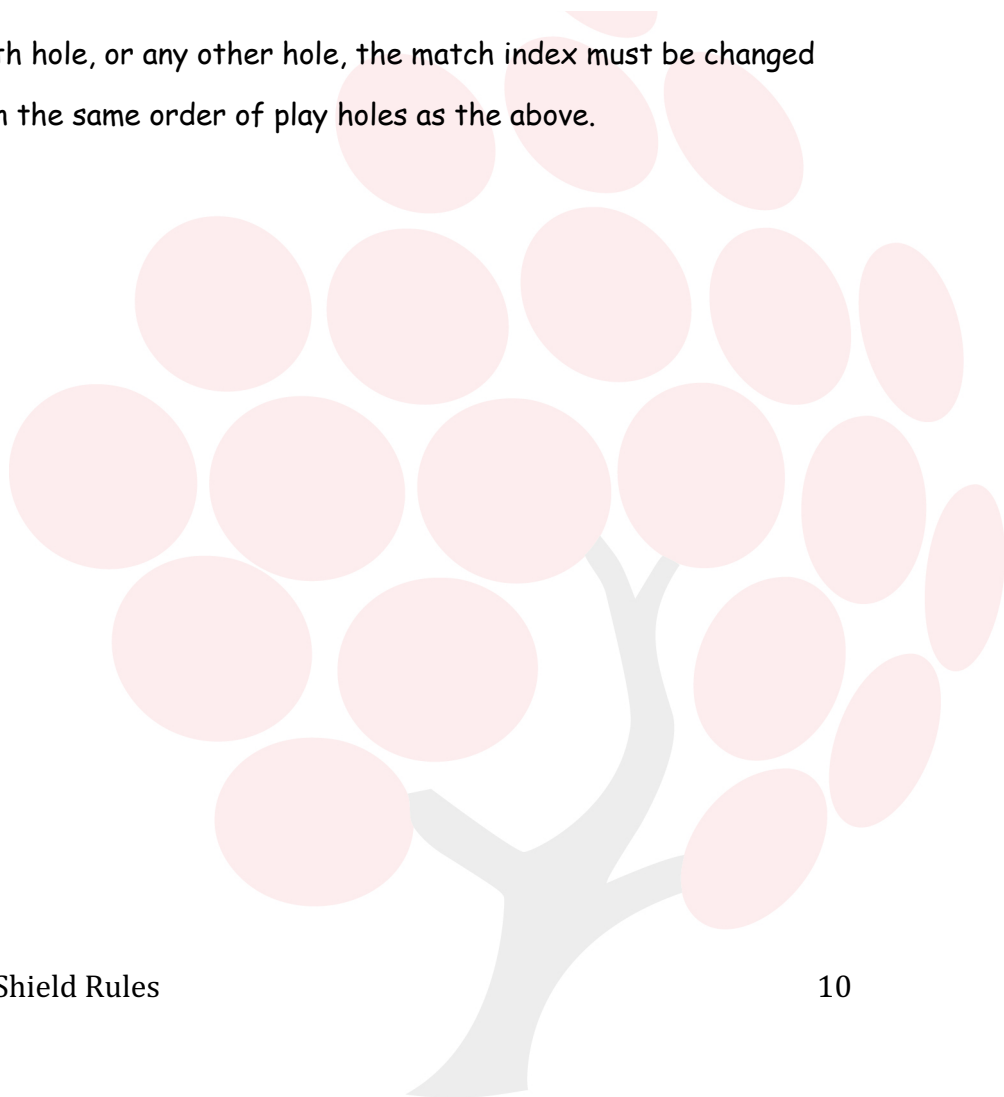 th hole, or any other hole, the match index must be changed
n the same order of play holes as the above.
Shield Rules 10